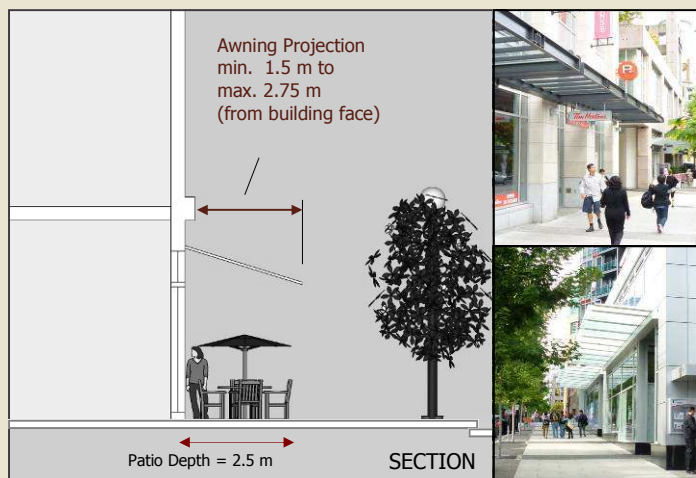 Awning Projection
min. 1.5 m to
max. 2.75 m
(from building face)
Patio Depth = 2.5 m
SECTION
Tim Hortons